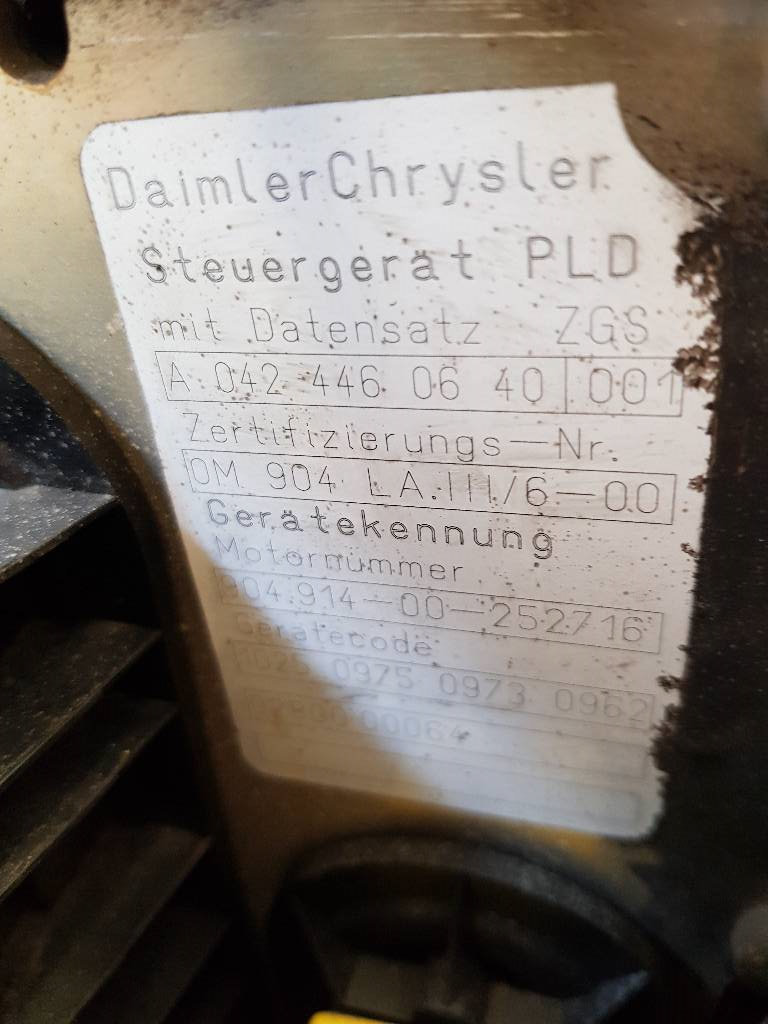 DaimlerChrysler
Steuergerät PLD
mit Datensatz ZGS
A 042 446 06 40 001
Zertifizierungs-Nr.
OM 904 LA.III/6-00
Gerätekennung
Motornummer
904.914-00-252716
Gerätecode
0975 0973 0962